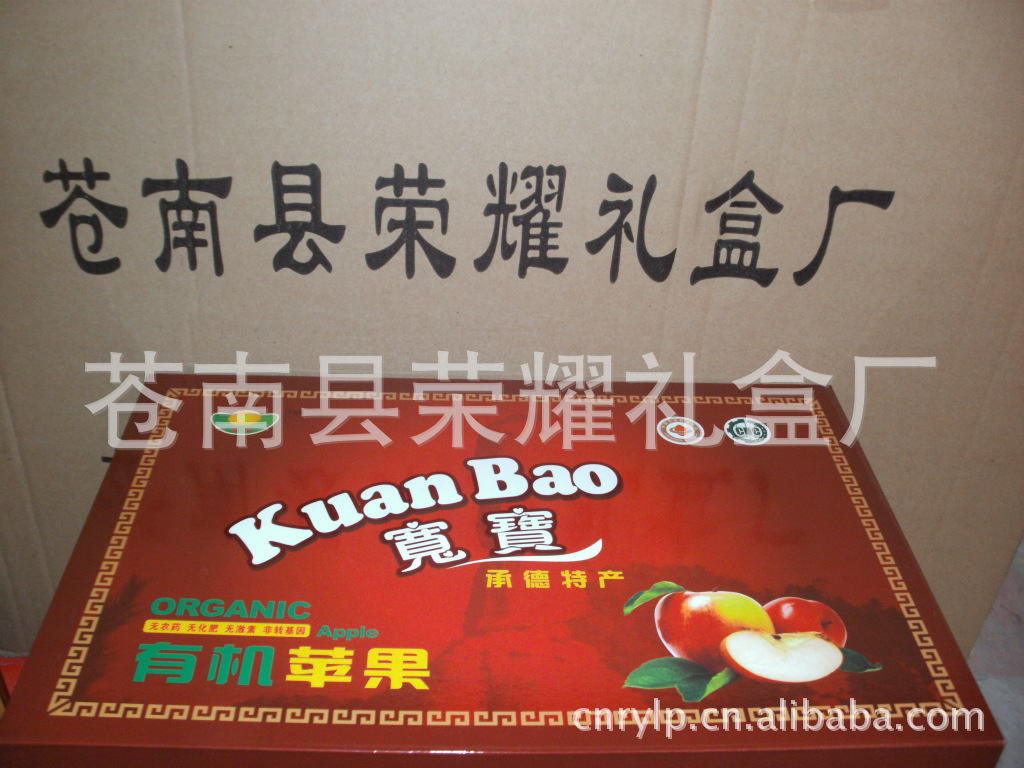 苍南县荣耀礼盒厂
苍南县荣耀礼盒厂
CMC
Kuan Bao
寬寶
承德特产
ORGANIC
无农药 无化肥 无激素 非转基因 Apple
有机苹果
cnrylp.cn.alibaba.com